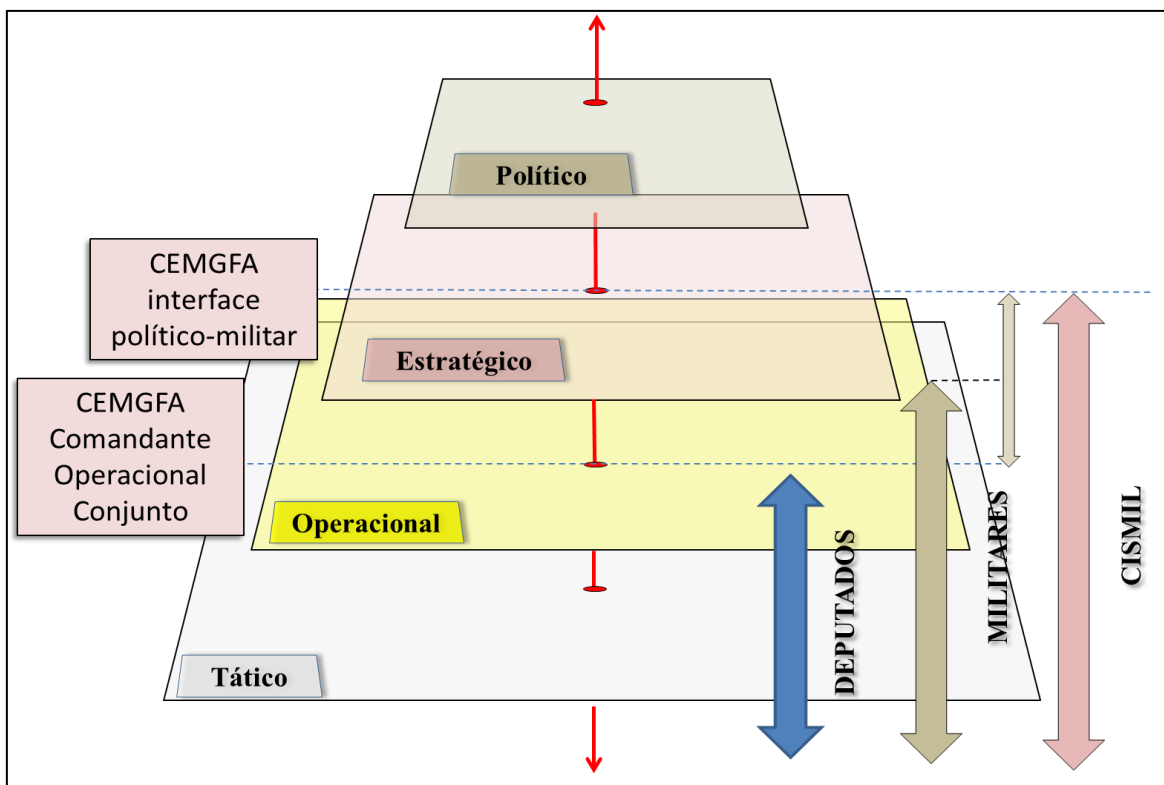 Político
CEMGFA
interface
político-militar
Estratégico
CEMGFA
Comandante
Operacional
Conjunto
Operacional
Tático
DEPUTADOS
MILITARES
CISMIL